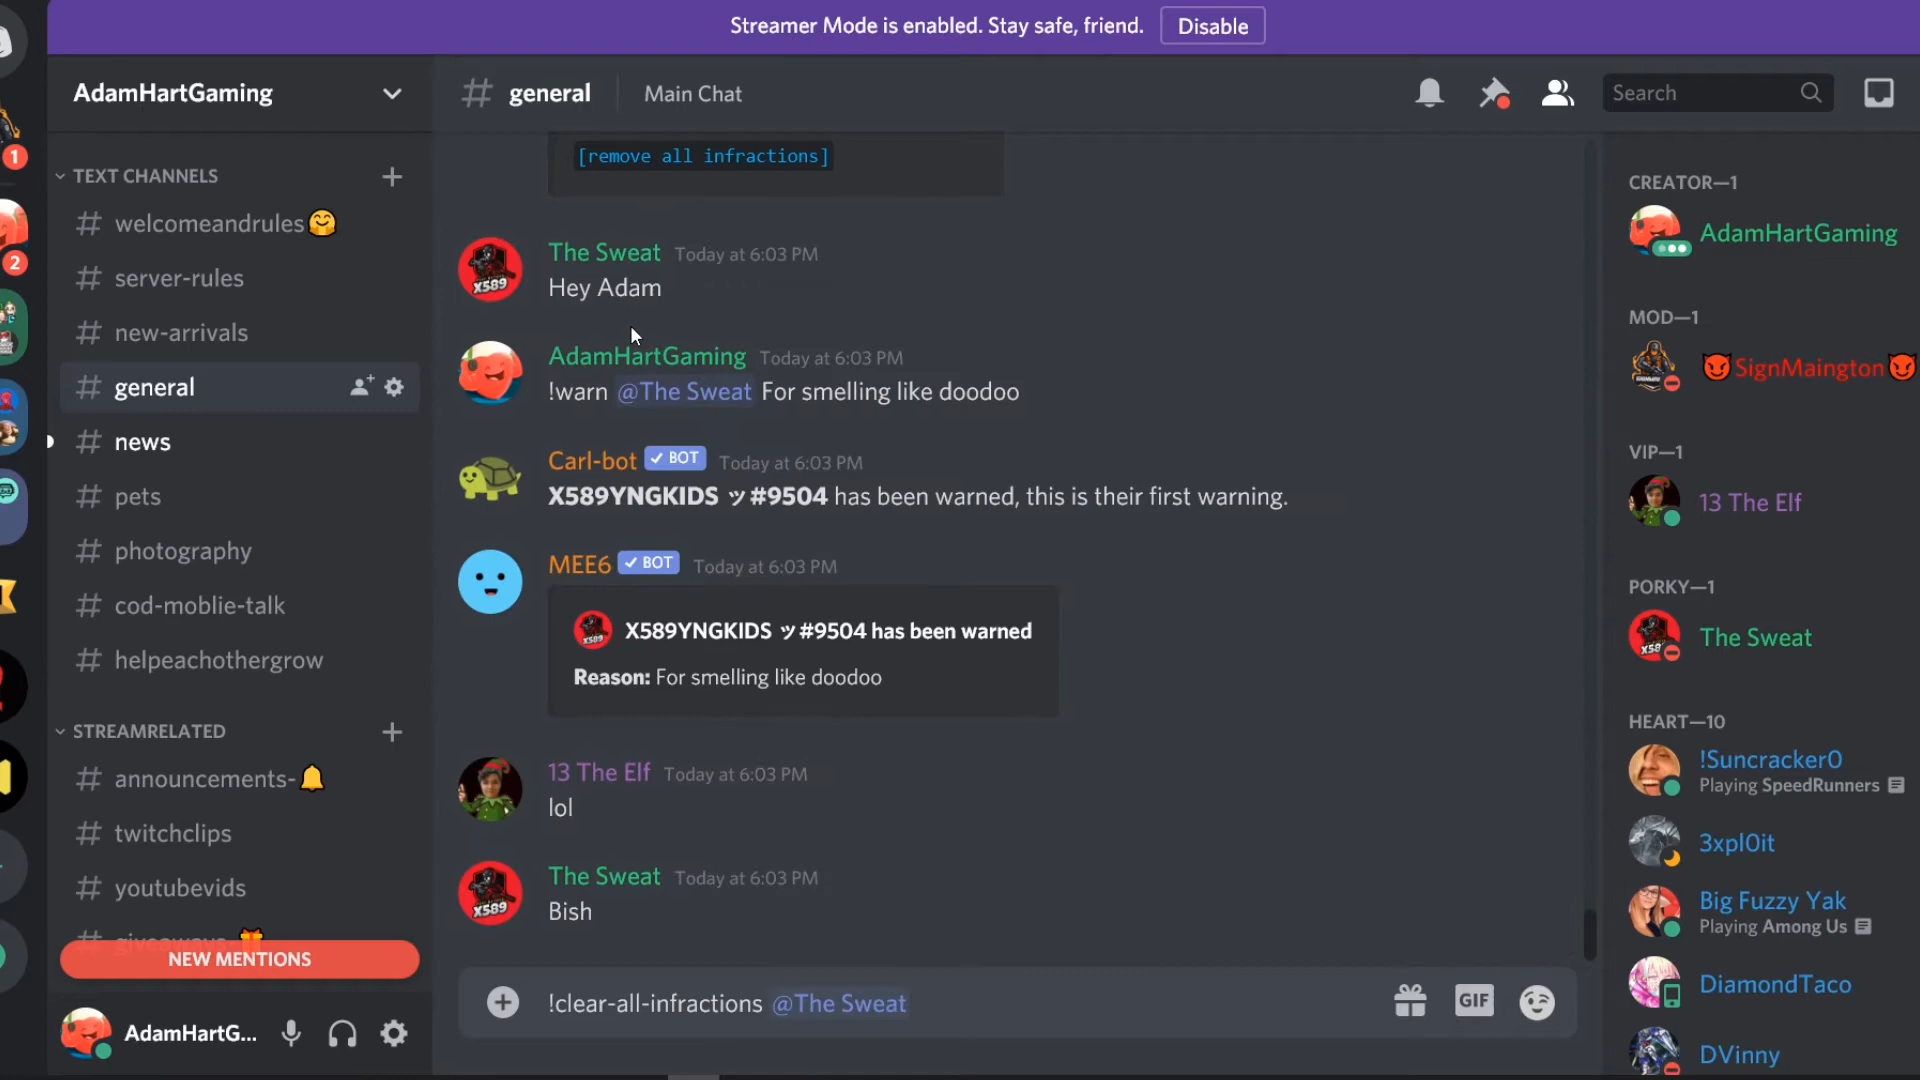 Streamer Mode is enabled. Stay safe, friend. Disable
AdamHartGaming
general Main Chat
Search
1
2
TEXT CHANNELS
# welcomeandrules🤗
# server-rules
# new-arrivals
# general
# news
# pets
# photography
# cod-moblie-talk
# helpeachothergrow
STREAMRELATED
# announcements-🔔
# twitchclips
# youtubevids
NEW MENTIONS
AdamHartG...
[remove all infractions]
The Sweat Today at 6:03 PM
Hey Adam
AdamHartGaming Today at 6:03 PM
!warn @The Sweat For smelling like doodoo
Carl-bot ✓ BOT Today at 6:03 PM
X589YNGKIDS ッ#9504 has been warned, this is their first warning.
MEE6 ✓ BOT Today at 6:03 PM
X589YNGKIDS ッ#9504 has been warned
Reason: For smelling like doodoo
13 The Elf Today at 6:03 PM
lol
The Sweat Today at 6:03 PM
Bish
!clear-all-infractions @The Sweat
GIF
CREATOR—1
AdamHartGaming
MOD—1
😈SignMaington😈
VIP—1
13 The Elf
PORKY—1
The Sweat
HEART—10
!Suncracker0
Playing SpeedRunners
3xpl0it
Big Fuzzy Yak
Playing Among Us
DiamondTaco
DVinny